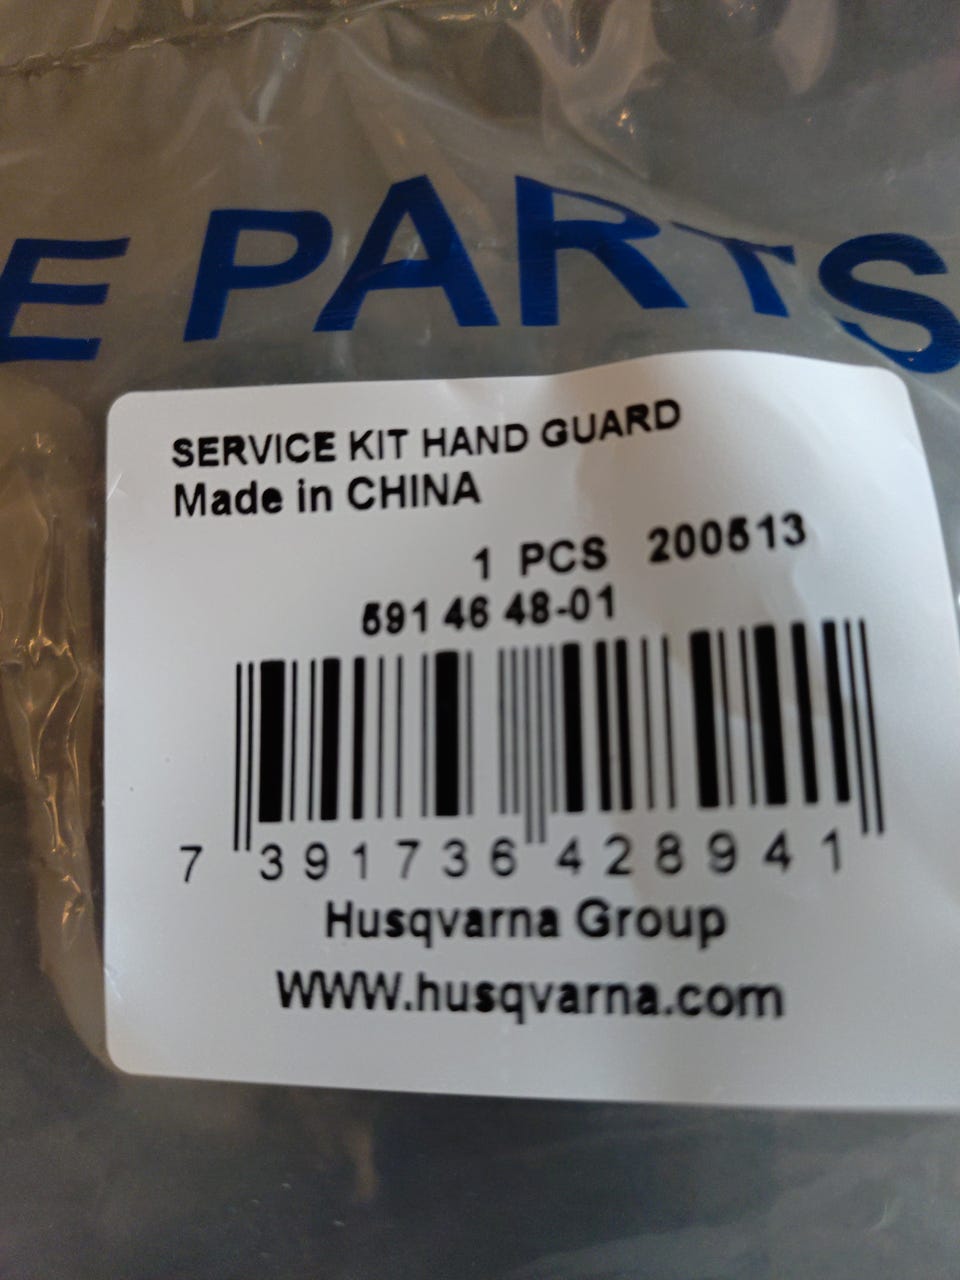 E PARTS
SERVICE KIT HAND GUARD
Made in CHINA
1 PCS 200513
591 46 48-01
7 391736 428941
Husqvarna Group
WWW.husqvarna.com